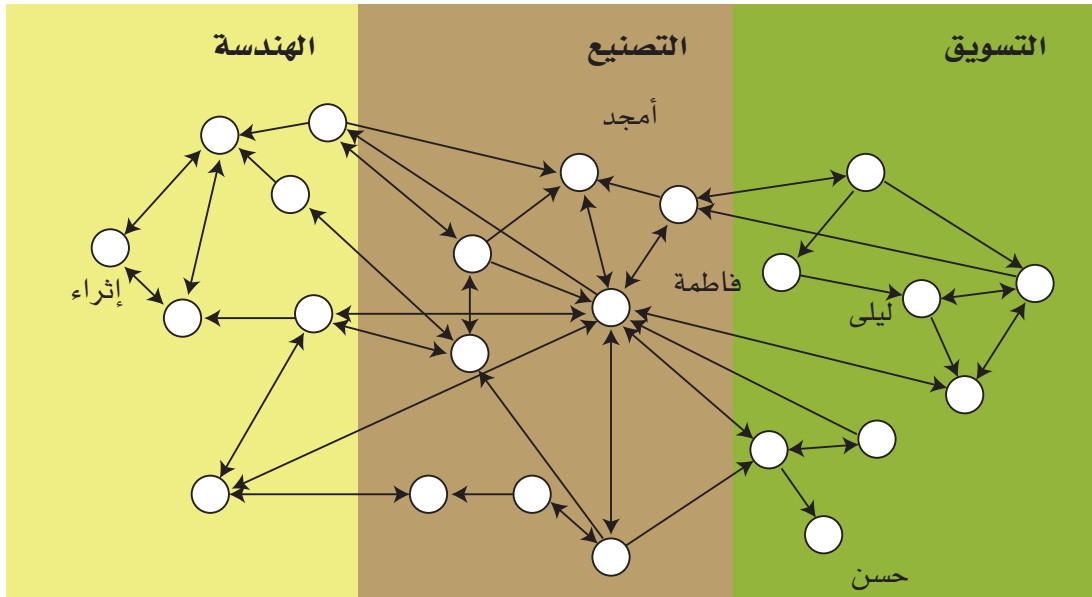 التسويق
التصنيع
الهندسة
أمجد
فاطمة
ليلى
إثراء
حسن